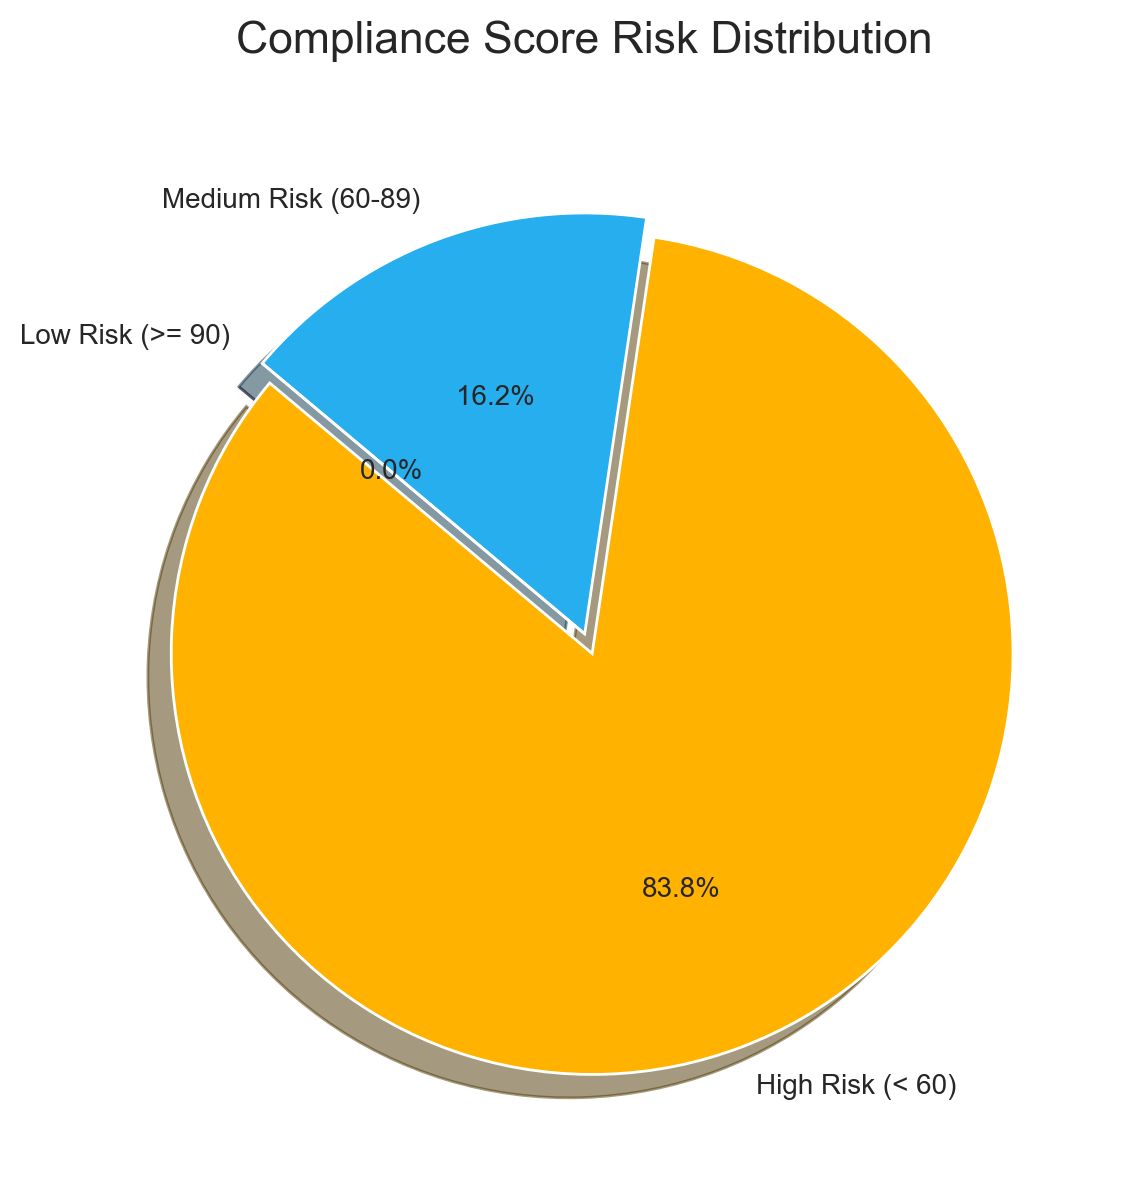 Compliance Score Risk Distribution
Medium Risk (60-89)
Low Risk (>= 90)
16.2%
0.0%
83.8%
High Risk (< 60)